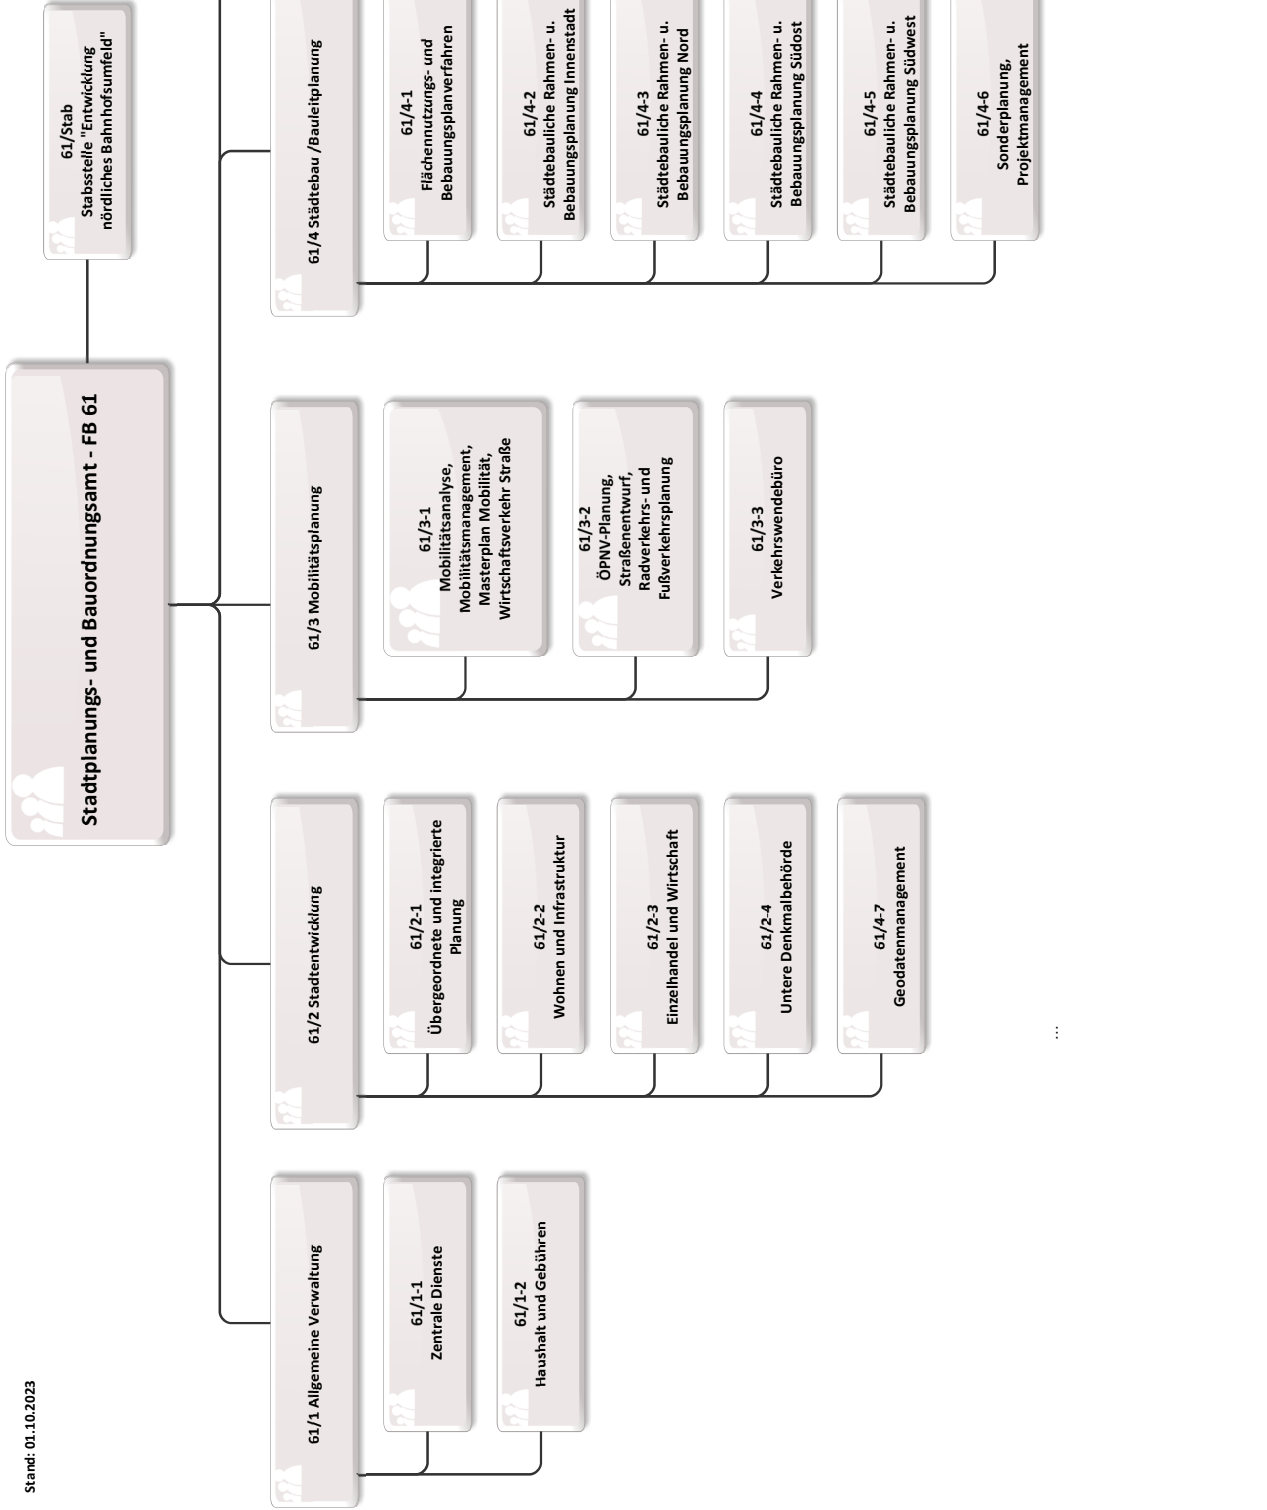 Stand: 01.10.2023
Stadtplanungs- und Bauordnungsamt - FB 61
61/Stab
Stabsstelle "Entwicklung
nördliches Bahnhofsumfeld"
61/1 Allgemeine Verwaltung
61/1-1
Zentrale Dienste
61/1-2
Haushalt und Gebühren
61/2 Stadtentwicklung
61/2-1
Übergeordnete und integrierte
Planung
61/2-2
Wohnen und Infrastruktur
61/2-3
Einzelhandel und Wirtschaft
61/2-4
Untere Denkmalbehörde
61/4-7
Geodatenmanagement
61/3 Mobilitätsplanung
61/3-1
Mobilitätsanalyse,
Mobilitätsmanagement,
Masterplan Mobilität,
Wirtschaftsverkehr Straße
61/3-2
ÖPNV-Planung,
Straßenentwurf,
Radverkehrs- und
Fußverkehrsplanung
61/3-3
Verkehrswendebüro
61/4 Städtebau /Bauleitplanung
61/4-1
Flächennutzungs- und
Bebauungsplanverfahren
61/4-2
Städtebauliche Rahmen- u.
Bebauungsplanung Innenstadt
61/4-3
Städtebauliche Rahmen- u.
Bebauungsplanung Nord
61/4-4
Städtebauliche Rahmen- u.
Bebauungsplanung Südost
61/4-5
Städtebauliche Rahmen- u.
Bebauungsplanung Südwest
61/4-6
Sonderplanung,
Projektmanagement
...